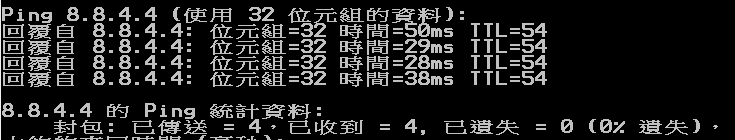 Ping 8.8.4.4 (使用 32 位元組的資料):
回覆自 8.8.4.4: 位元組=32 時間=50ms TTL=54
回覆自 8.8.4.4: 位元組=32 時間=29ms TTL=54
回覆自 8.8.4.4: 位元組=32 時間=28ms TTL=54
回覆自 8.8.4.4: 位元組=32 時間=38ms TTL=54
8.8.4.4 的 Ping 統計資料:
封包: 已傳送 = 4，已收到 = 4, 已遺失 = 0 (0% 遺失)，